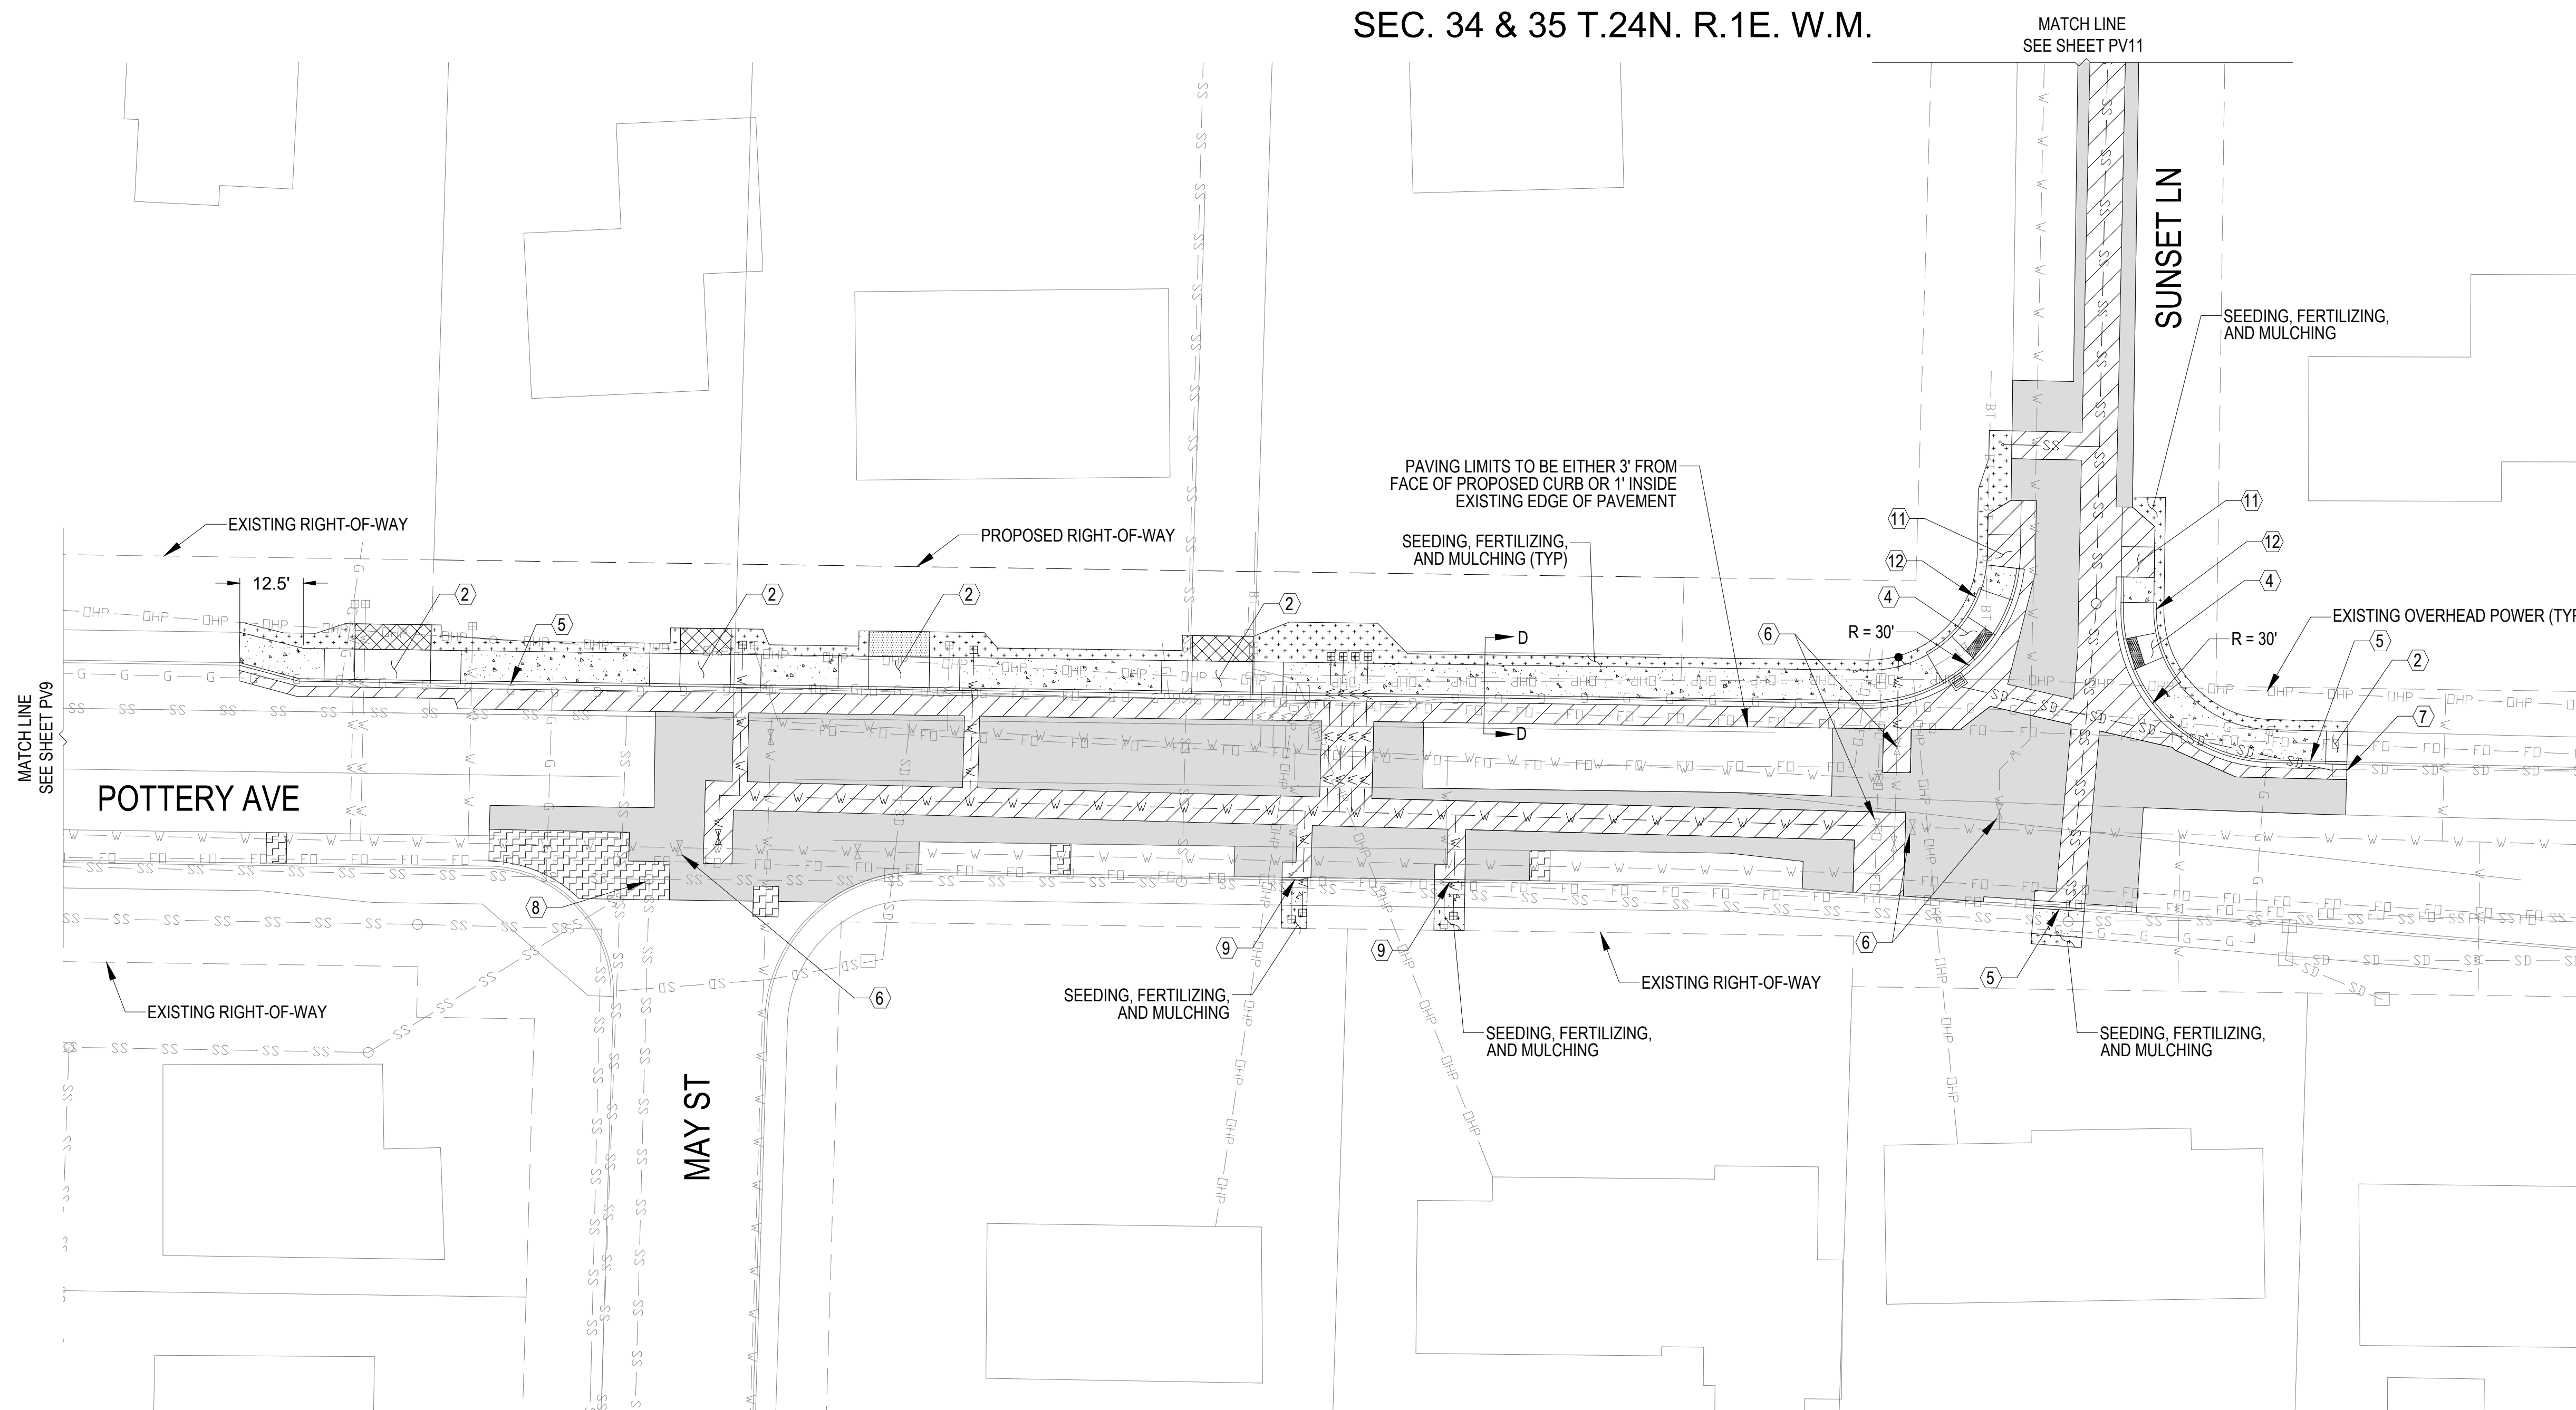 SEC. 34 & 35 T.24N. R.1E. W.M.
MATCH LINE
SEE SHEET PV11
SUNSET LN
SEEDING, FERTILIZING,
AND MULCHING
PAVING LIMITS TO BE EITHER 3' FROM
FACE OF PROPOSED CURB OR 1' INSIDE
EXISTING EDGE OF PAVEMENT
11
11
EXISTING RIGHT-OF-WAY
PROPOSED RIGHT-OF-WAY
SEEDING, FERTILIZING,
AND MULCHING (TYP)
12
12
12.5'
2
2
2
2
4
4
5
6
R = 30'
R = 30'
EXISTING OVERHEAD POWER (TYP
5
2
7
D
D
MATCH LINE
SEE SHEET PV9
POTTERY AVE
8
9
9
6
5
6
EXISTING RIGHT-OF-WAY
EXISTING RIGHT-OF-WAY
SEEDING, FERTILIZING,
AND MULCHING
SEEDING, FERTILIZING,
AND MULCHING
SEEDING, FERTILIZING,
AND MULCHING
MAY ST